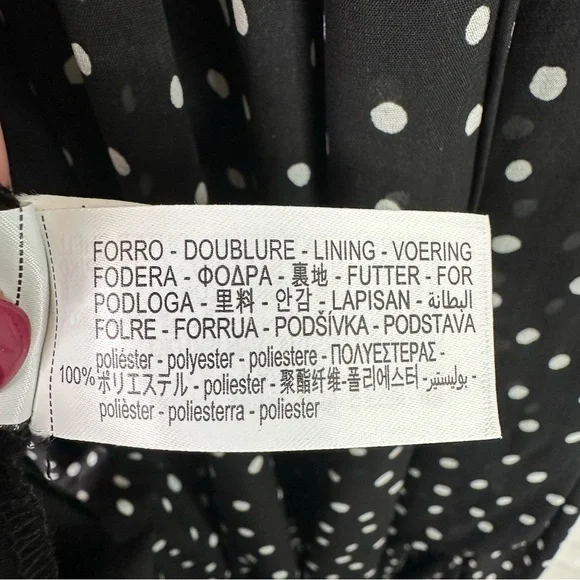 FORRO - DOUBLURE - LINING - VOERING
FODERA - ΦΟΔΡΑ - 裏地 - FUTTER - FOR
PODLOGA - 里料 - 안감 - LAPISAN - البطانة
FOLRE - FORRUA - PODŠÍVKA - PODSTAVA
poliéster - polyester - poliestere - ΠΟΛΥΕΣΤΕΡΑΣ -
100% ポリエステル - poliester - 聚酯纤维-폴리에스터 - بوليستير -
polièster - poliesterra - poliester